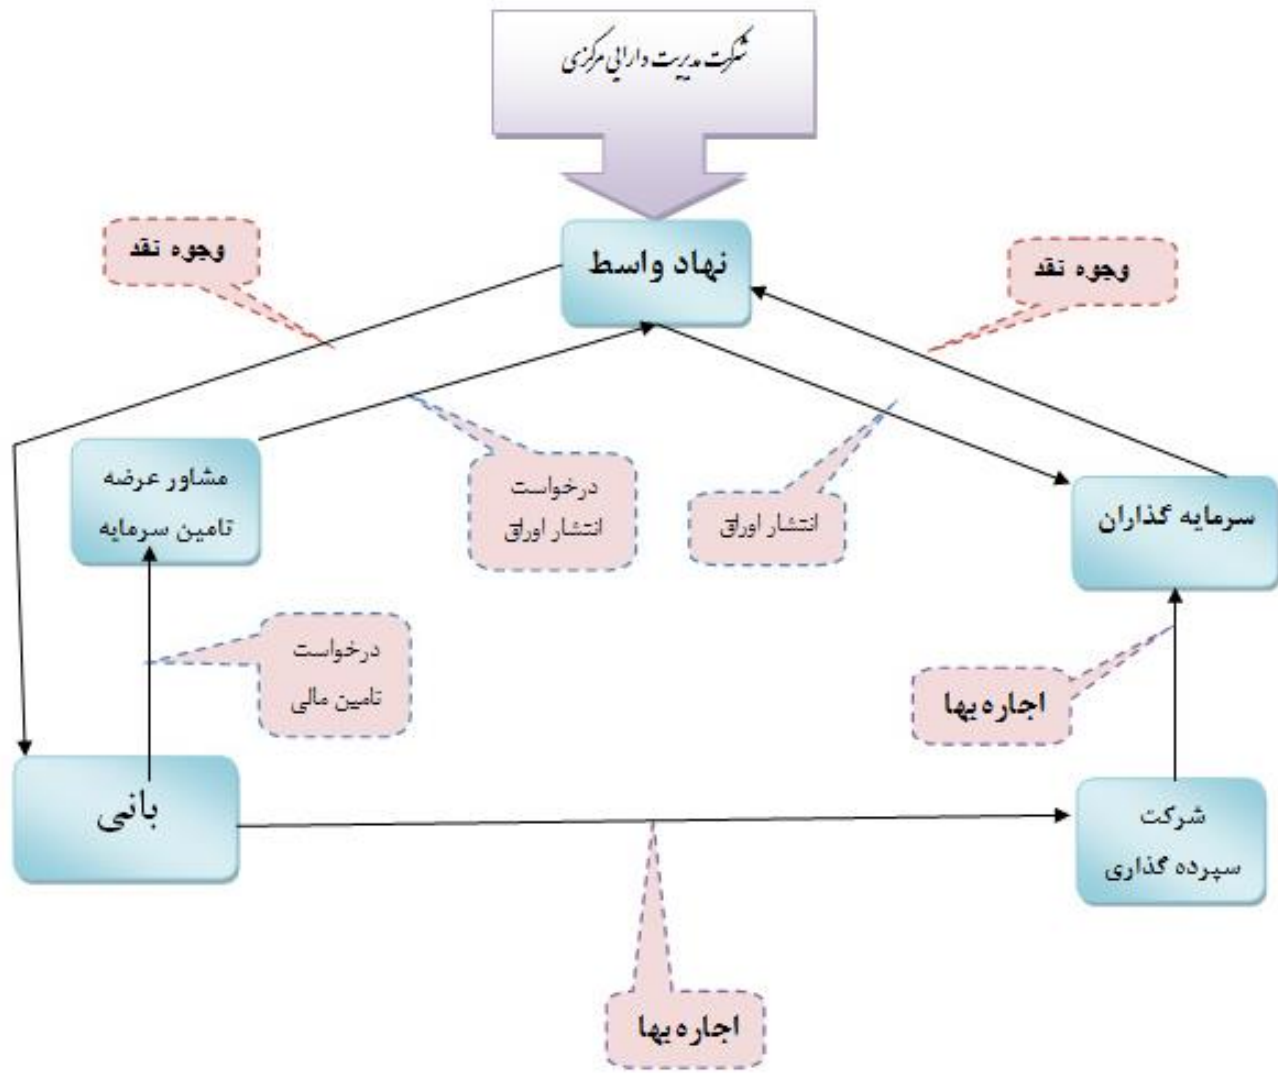 شرکت مدیریت دارایی مرکزی
نهاد واسط
وجوه نقد
وجوه نقد
مشاور عرضه
تامین سرمایه
درخواست
انتشار اوراق
انتشار اوراق
سرمایه گذاران
درخواست
تامین مالی
اجاره بها
بانی
شرکت
سپرده گذاری
اجاره بها